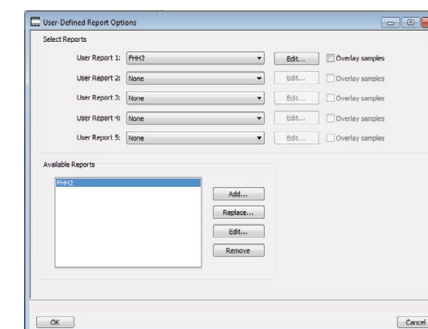 User-Defined Report Options
Select Reports
User Report 1: FHH2 Edit... Overlay samples
User Report 2: None Edit... Overlay samples
User Report 3: None Edit... Overlay samples
User Report 4: None Edit... Overlay samples
User Report 5: None Edit... Overlay samples
Available Reports
FHH2
Add...
Replace...
Edit...
Remove
OK Cancel